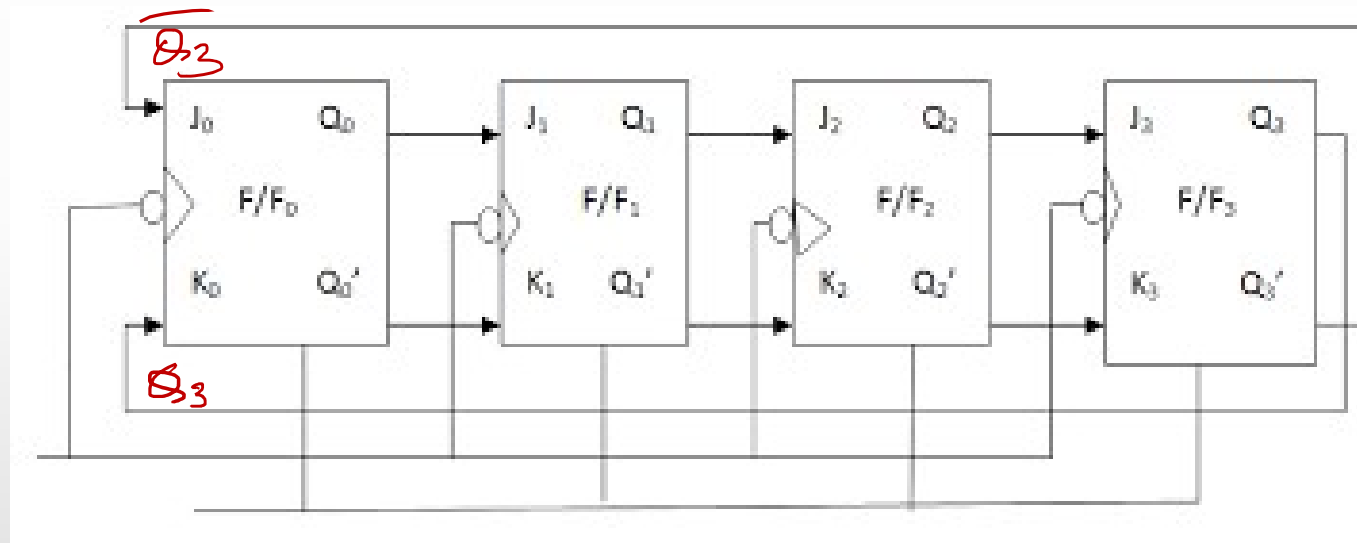 Q̅₃
J₀ Q₀ J₁ Q₁ J₂ Q₂ J₃ Q₃
F/F₀ F/F₁ F/F₂ F/F₃
K₀ Q₀′ K₁ Q₁′ K₂ Q₂′ K₃ Q₃′
Q₃